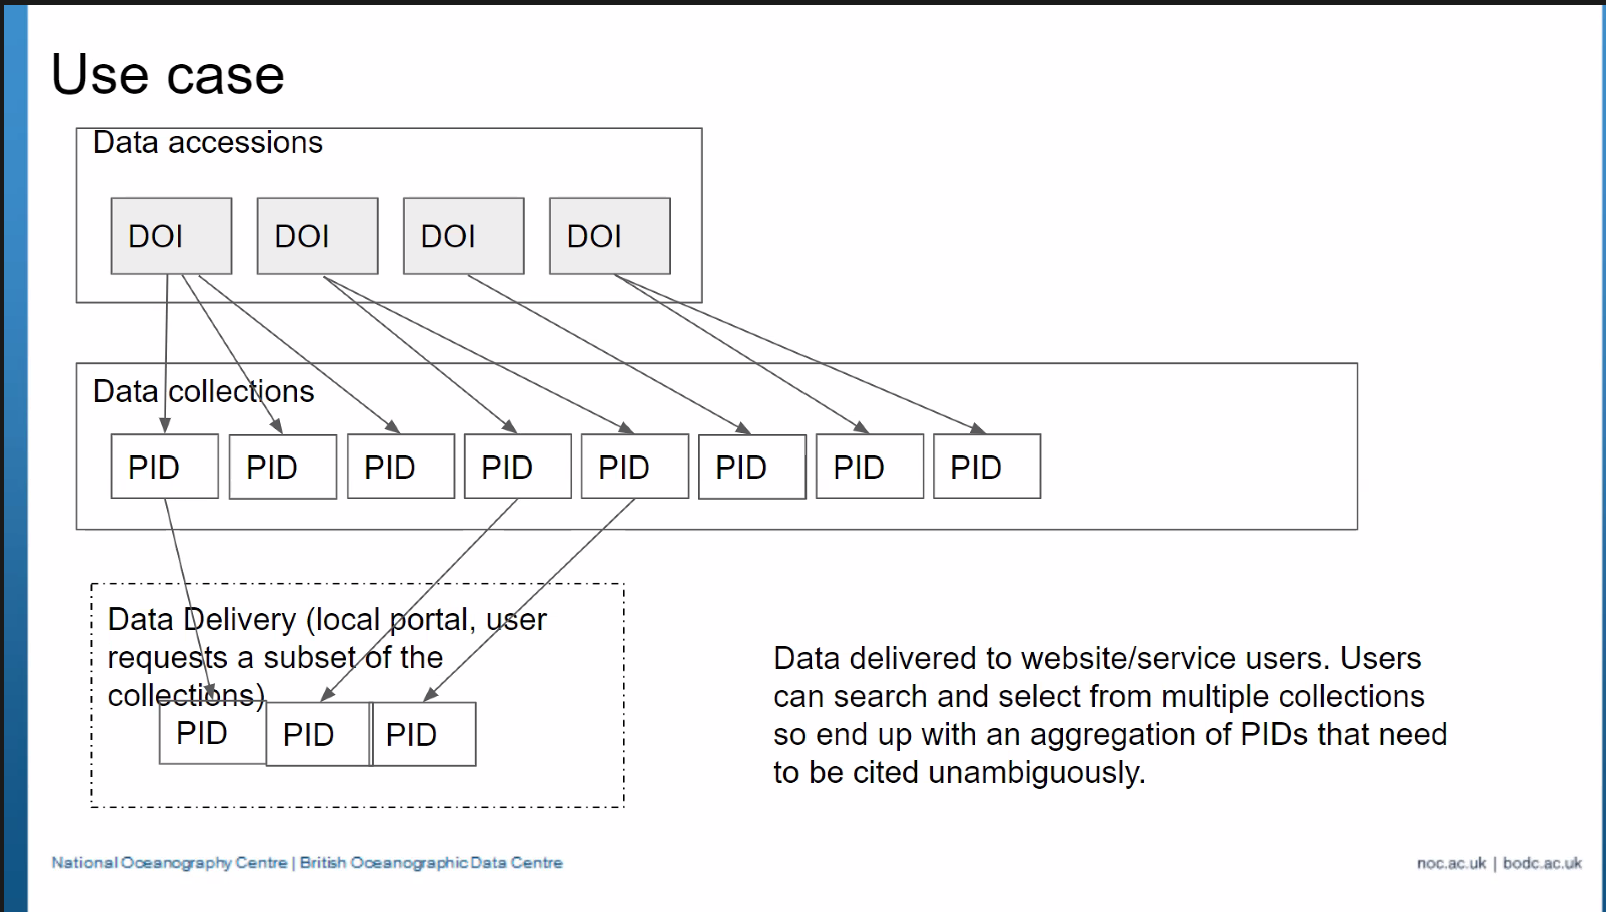 Use case
Data accessions
DOI
DOI
DOI
DOI
Data collections
PID
PID
PID
PID
PID
PID
PID
PID
Data Delivery (local portal, user
requests a subset of the
collections)
PID
PID
PID
Data delivered to website/service users. Users
can search and select from multiple collections
so end up with an aggregation of PIDs that need
to be cited unambiguously.
National Oceanography Centre | British Oceanographic Data Centre
noc.ac.uk | bodc.ac.uk